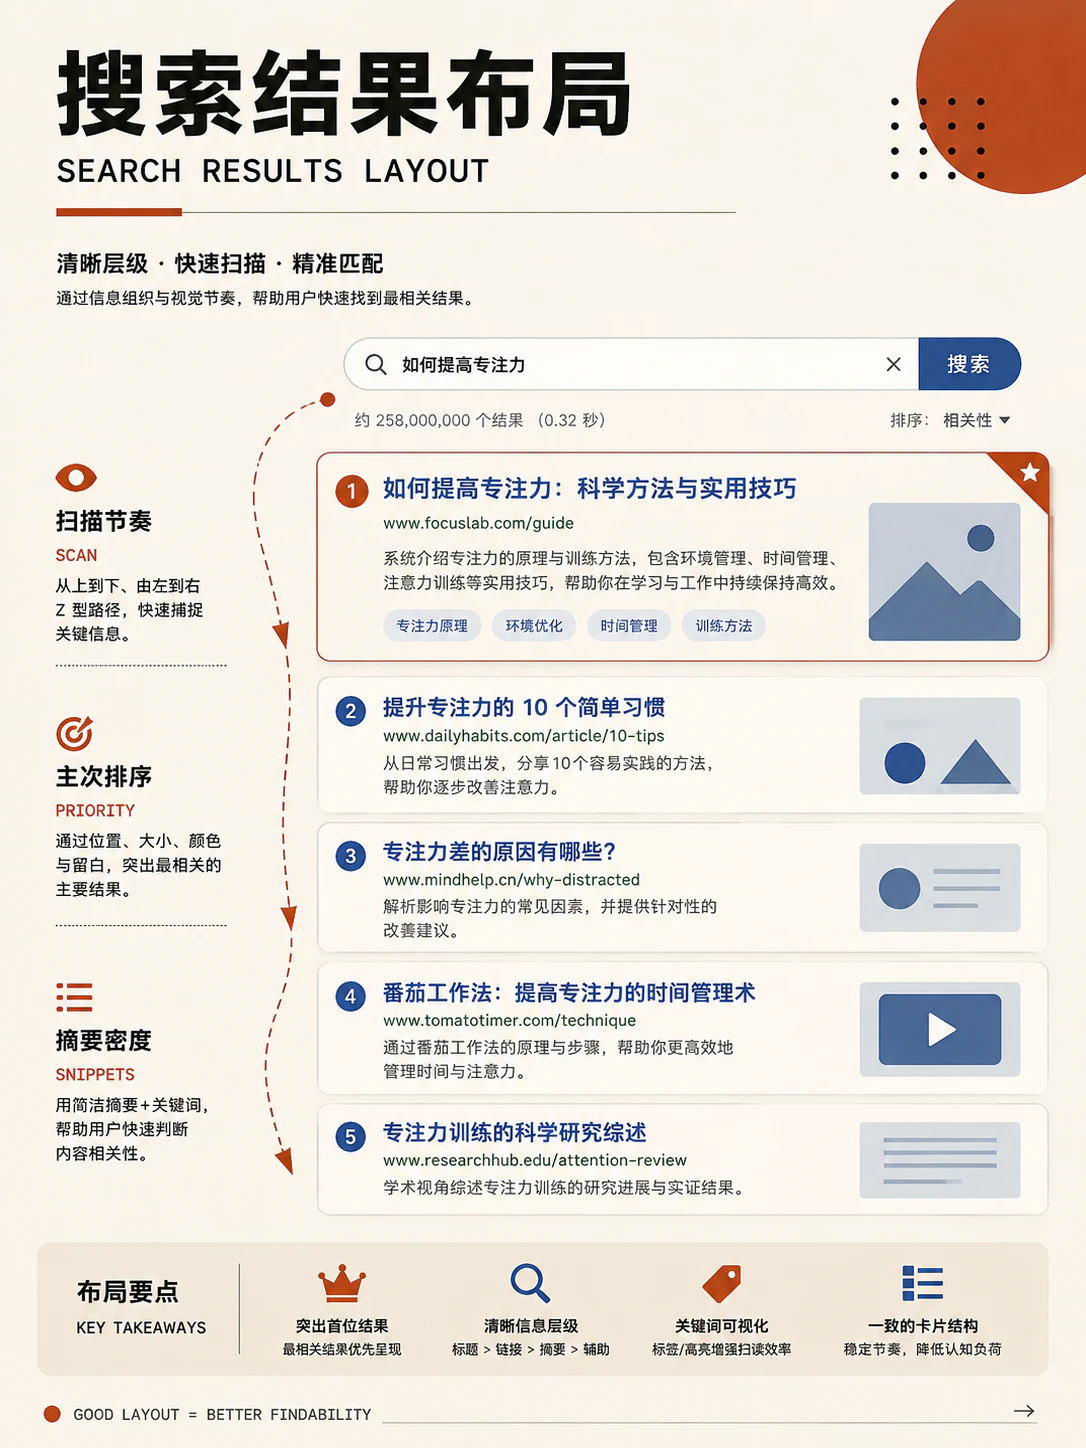 搜索结果布局
SEARCH RESULTS LAYOUT
清晰层级 · 快速扫描 · 精准匹配
通过信息组织与视觉节奏，帮助用户快速找到最相关结果。
如何提高专注力
搜索
约 258,000,000 个结果 （0.32 秒）
排序： 相关性
扫描节奏
SCAN
从上到下、由左到右
Z 型路径，快速捕捉
关键信息。
主次排序
PRIORITY
通过位置、大小、颜色
与留白，突出最相关的
主要结果。
摘要密度
SNIPPETS
用简洁摘要+关键词，
帮助用户快速判断
内容相关性。
1
如何提高专注力：科学方法与实用技巧
www.focuslab.com/guide
系统介绍专注力的原理与训练方法，包含环境管理、时间管理、
注意力训练等实用技巧，帮助你在学习与工作中持续保持高效。
专注力原理
环境优化
时间管理
训练方法
2
提升专注力的 10 个简单习惯
www.dailyhabits.com/article/10-tips
从日常习惯出发，分享10个容易实践的方法，
帮助你逐步改善注意力。
3
专注力差的原因有哪些？
www.mindhelp.cn/why-distracted
解析影响专注力的常见因素，并提供针对性的
改善建议。
4
番茄工作法：提高专注力的时间管理术
www.tomatotimer.com/technique
通过番茄工作法的原理与步骤，帮助你更高效地
管理时间与注意力。
5
专注力训练的科学研究综述
www.researchhub.edu/attention-review
学术视角综述专注力训练的研究进展与实证结果。
布局要点
KEY TAKEAWAYS
突出首位结果
最相关结果优先呈现
清晰信息层级
标题 > 链接 > 摘要 > 辅助
关键词可视化
标签/高亮增强扫读效率
一致的卡片结构
稳定节奏，降低认知负荷
GOOD LAYOUT = BETTER FINDABILITY